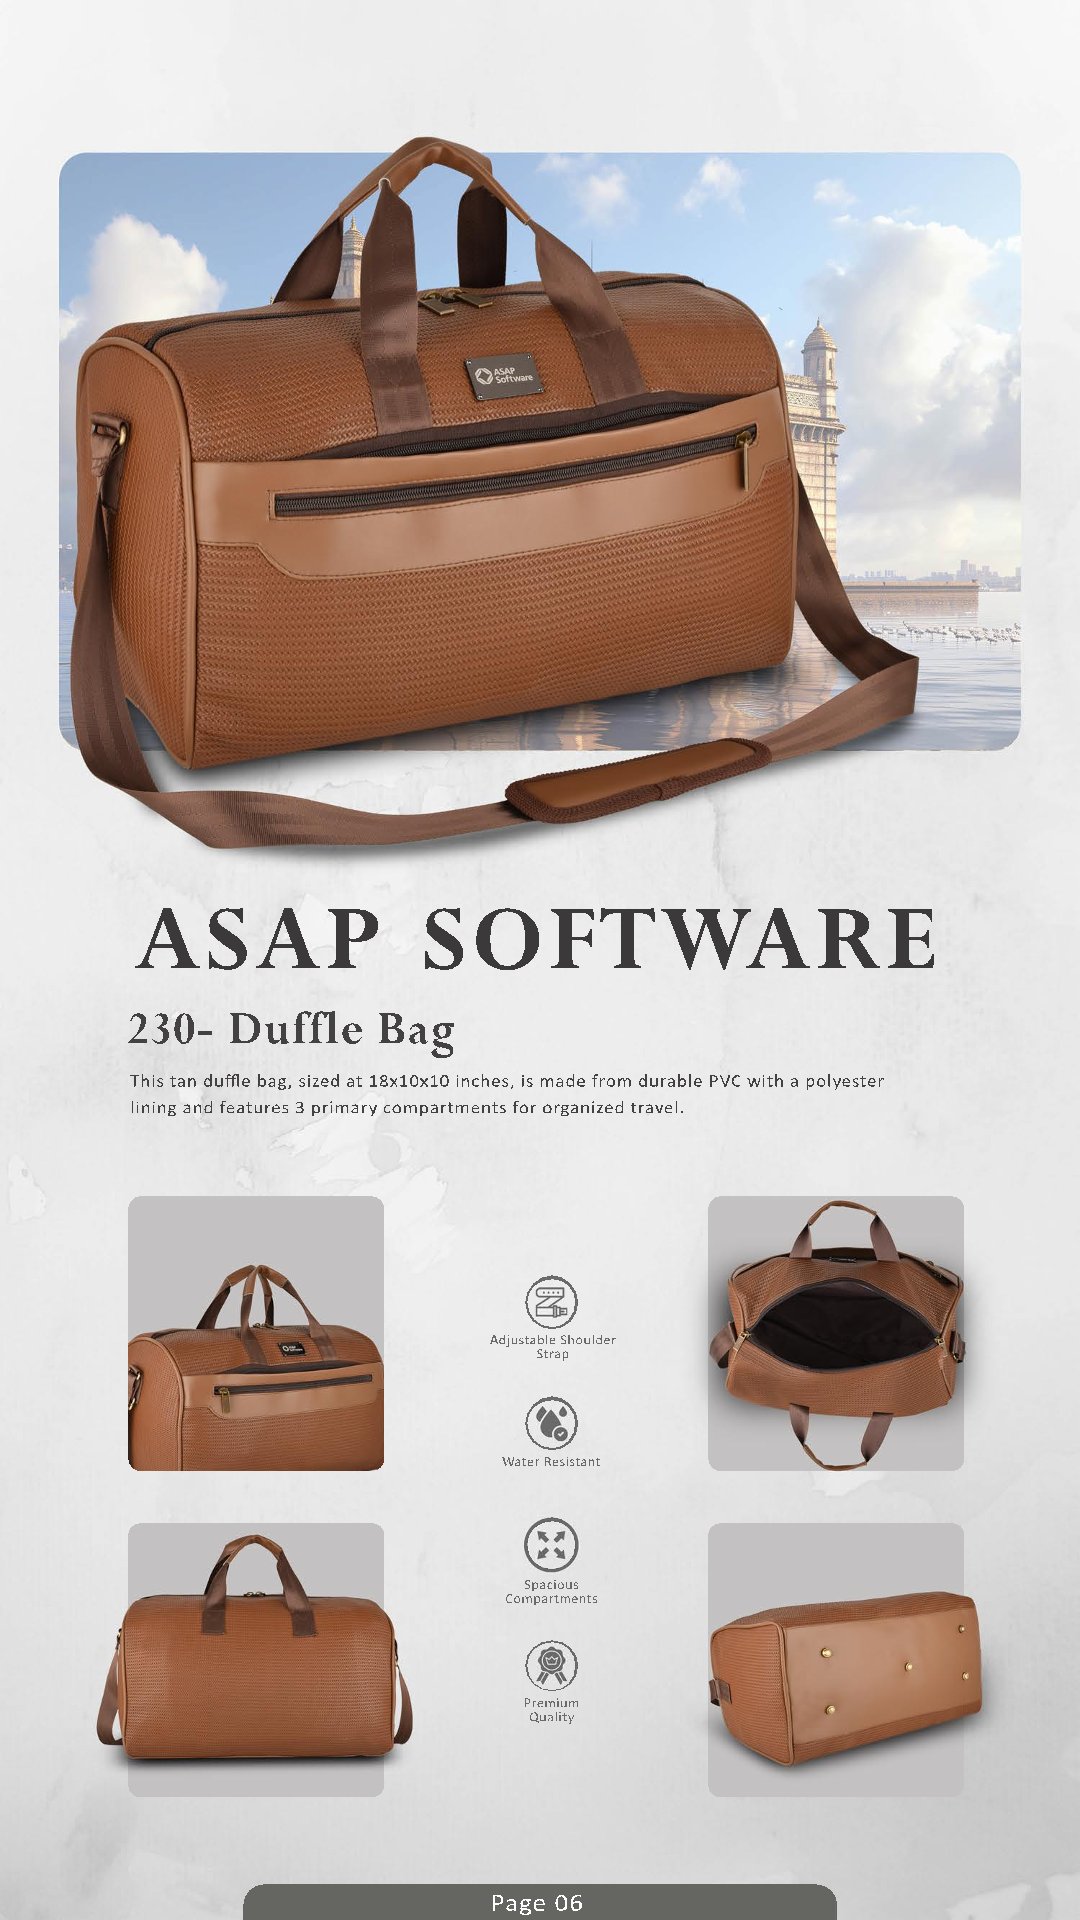 ASAP
Software
ASAP SOFTWARE
230- Duffle Bag
This tan duffle bag, sized at 18x10x10 inches, is made from durable PVC with a polyester
lining and features 3 primary compartments for organized travel.
Adjustable Shoulder
Strap
Water Resistant
Spacious
Compartments
Premium
Quality
Page 06